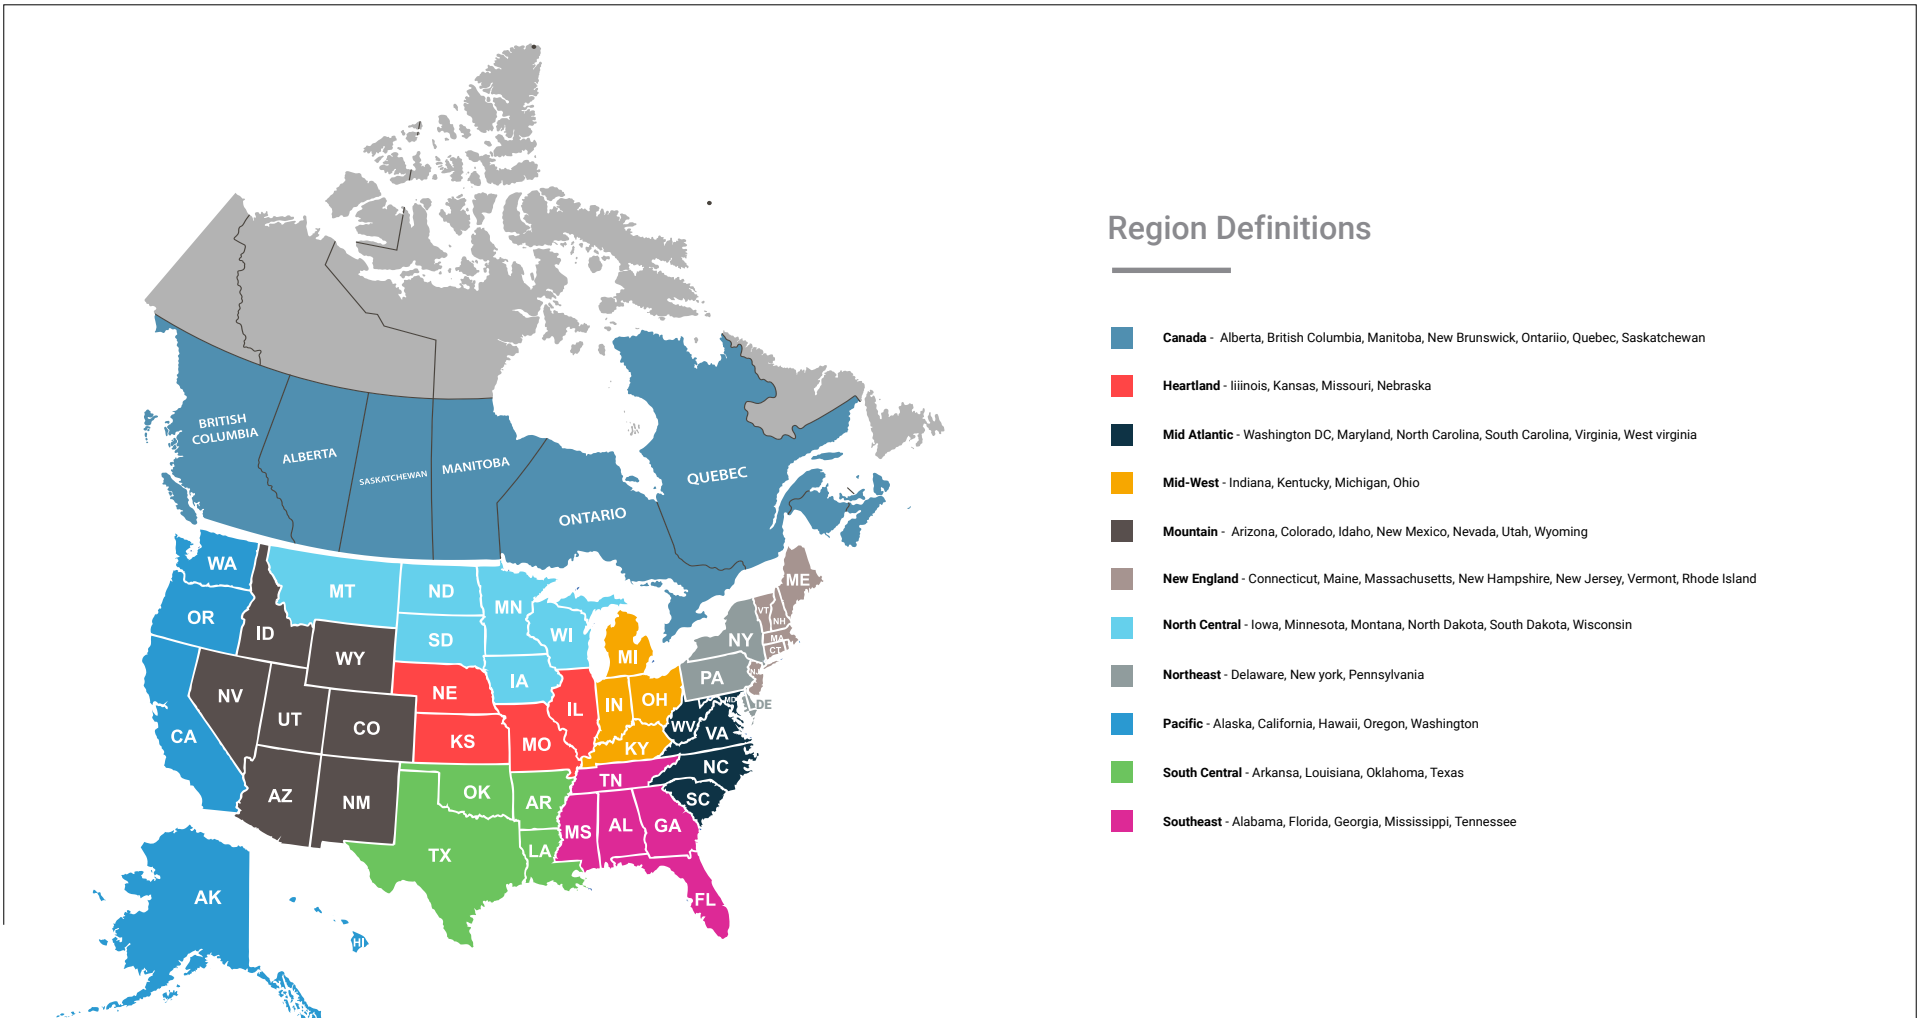 Region Definitions
Canada - Alberta, British Columbia, Manitoba, New Brunswick, Ontariio, Quebec, Saskatchewan
Heartland - Iiiinois, Kansas, Missouri, Nebraska
Mid Atlantic - Washington DC, Maryland, North Carolina, South Carolina, Virginia, West virginia
Mid-West - Indiana, Kentucky, Michigan, Ohio
Mountain - Arizona, Colorado, Idaho, New Mexico, Nevada, Utah, Wyoming
New England - Connecticut, Maine, Massachusetts, New Hampshire, New Jersey, Vermont, Rhode Island
North Central - Iowa, Minnesota, Montana, North Dakota, South Dakota, Wisconsin
Northeast - Delaware, New york, Pennsylvania
Pacific - Alaska, California, Hawaii, Oregon, Washington
South Central - Arkansa, Louisiana, Oklahoma, Texas
Southeast - Alabama, Florida, Georgia, Mississippi, Tennessee
BRITISH
COLUMBIA
ALBERTA
SASKATCHEWAN
MANITOBA
ONTARIO
QUEBEC
WA
OR
ID
MT
ND
MN
SD
WI
WY
NV
UT
CO
CA
AZ
NM
NE
KS
IA
MO
IL
MI
IN
OH
KY
WV
VA
MD
DE
PA
NY
NJ
CT
MA
VT
NH
ME
NC
SC
TN
OK
AR
TX
LA
MS
AL
GA
FL
AK
HI